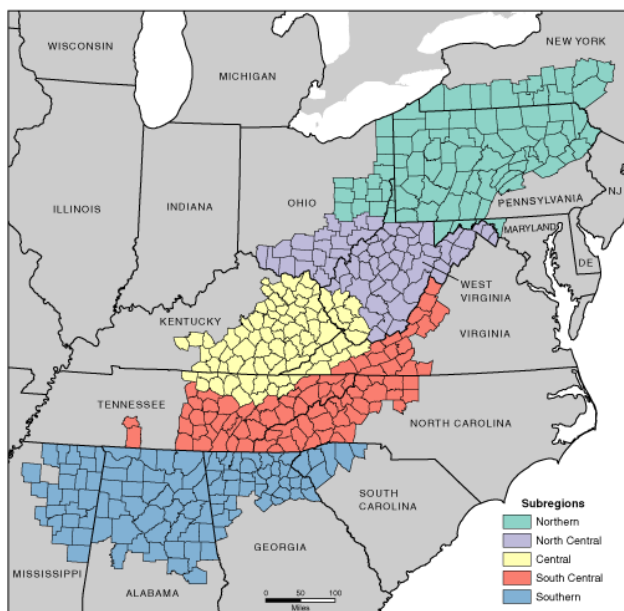 WISCONSIN
NEW YORK
MICHIGAN
ILLINOIS
INDIANA
OHIO
PENNSYLVANIA
NJ
MARYLAND
DE
WEST
VIRGINIA
KENTUCKY
VIRGINIA
TENNESSEE
NORTH CAROLINA
SOUTH
CAROLINA
GEORGIA
MISSISSIPPI
ALABAMA
Subregions
Northern
North Central
Central
South Central
Southern
0 50 100
Miles